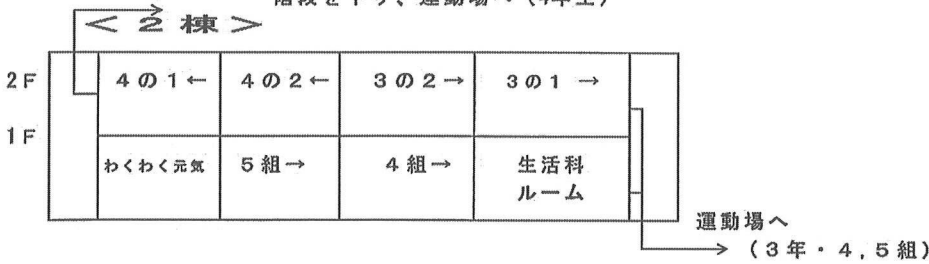 階段を下り、運動場へ(4年生)
<2棟>
2F 4の1← 4の2← 3の2→ 3の1 →
1F わくわく元気 5組→ 4組→ 生活科
ルーム
運動場へ
(3年・4,5組)